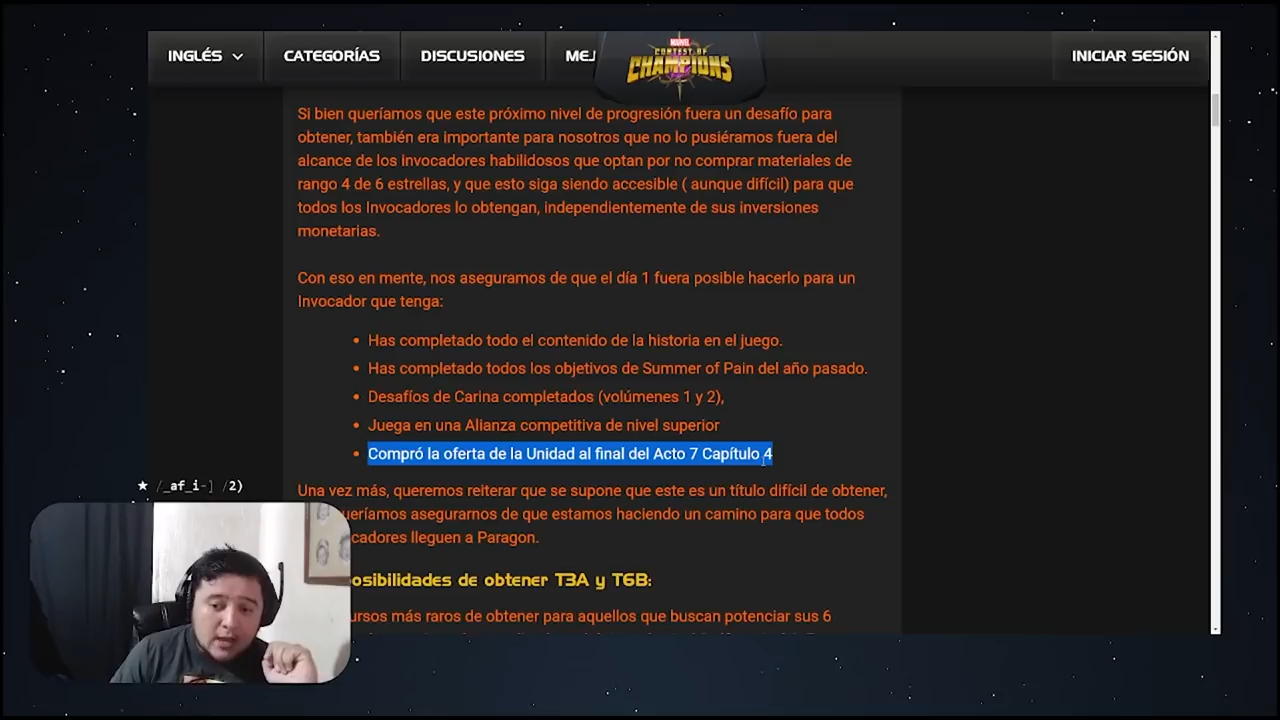 INGLÉS
CATEGORÍAS
DISCUSIONES
MEJ
MARVEL
CONTEST OF
CHAMPIONS
INICIAR SESIÓN
Si bien queríamos que este próximo nivel de progresión fuera un desafío para
obtener, también era importante para nosotros que no lo pusiéramos fuera del
alcance de los invocadores habilidosos que optan por no comprar materiales de
rango 4 de 6 estrellas, y que esto siga siendo accesible ( aunque difícil) para que
todos los Invocadores lo obtengan, independientemente de sus inversiones
monetarias.
Con eso en mente, nos aseguramos de que el día 1 fuera posible hacerlo para un
Invocador que tenga:
• Has completado todo el contenido de la historia en el juego.
• Has completado todos los objetivos de Summer of Pain del año pasado.
• Desafíos de Carina completados (volúmenes 1 y 2),
• Juega en una Alianza competitiva de nivel superior
• Compró la oferta de la Unidad al final del Acto 7 Capítulo 4
★ /_af_i-] /2)
Una vez más, queremos reiterar que se supone que este es un título difícil de obtener,
queríamos asegurarnos de que estamos haciendo un camino para que todos
cadores lleguen a Paragon.
posibilidades de obtener T3A y T6B:
ursos más raros de obtener para aquellos que buscan potenciar sus 6